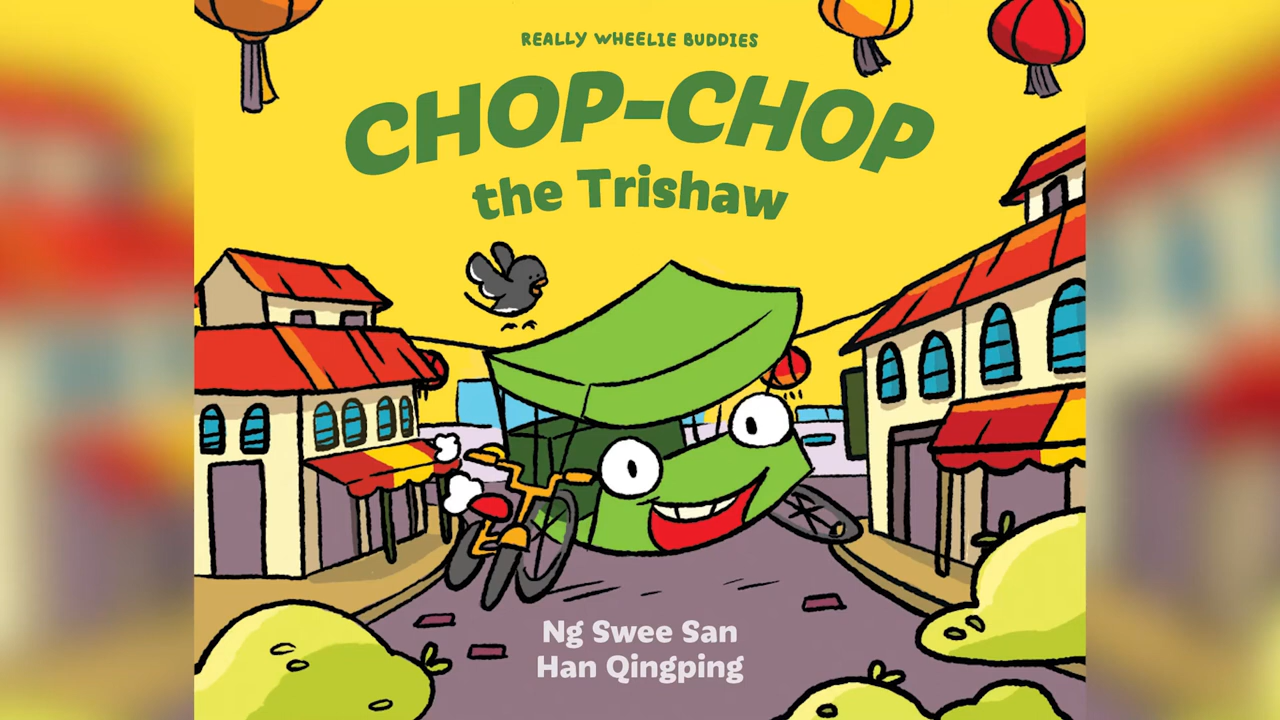 REALLY WHEELIE BUDDIES
CHOP-CHOP
the Trishaw
Ng Swee San
Han Qingping